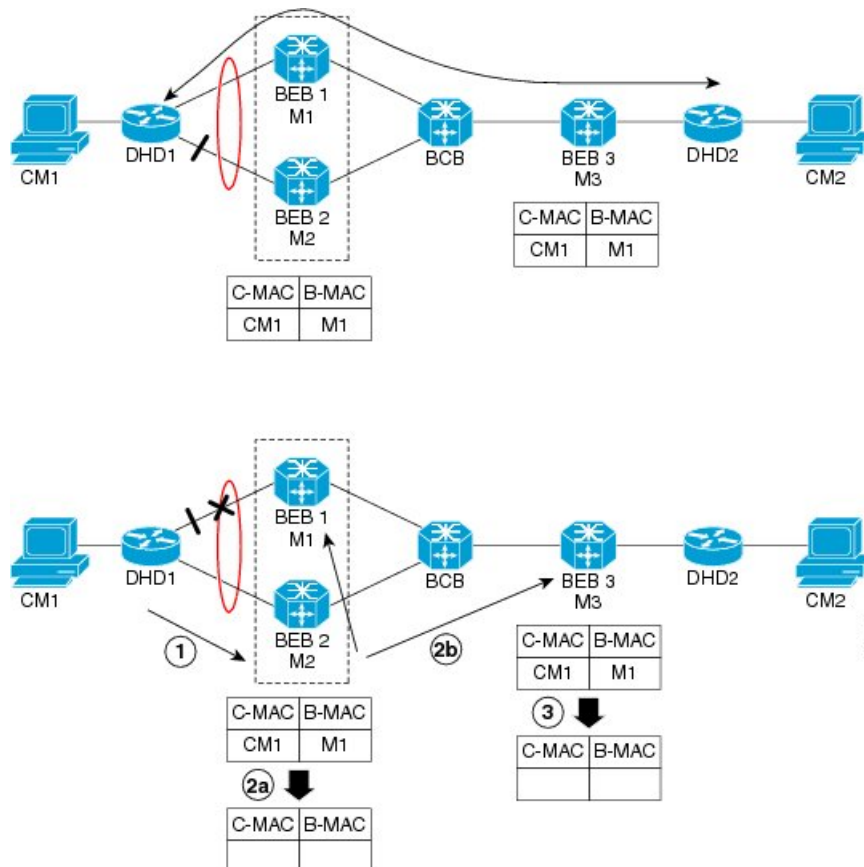 BEB 1
M1
CM1
DHD1
BCB
BEB 3
M3
DHD2
CM2
BEB 2
M2
C-MAC B-MAC
CM1 M1
C-MAC B-MAC
CM1 M1
BEB 1
M1
CM1
DHD1
BCB
BEB 3
M3
DHD2
CM2
1
BEB 2
M2
2b
C-MAC B-MAC
CM1 M1
C-MAC B-MAC
CM1 M1
3
2a
C-MAC B-MAC
C-MAC B-MAC